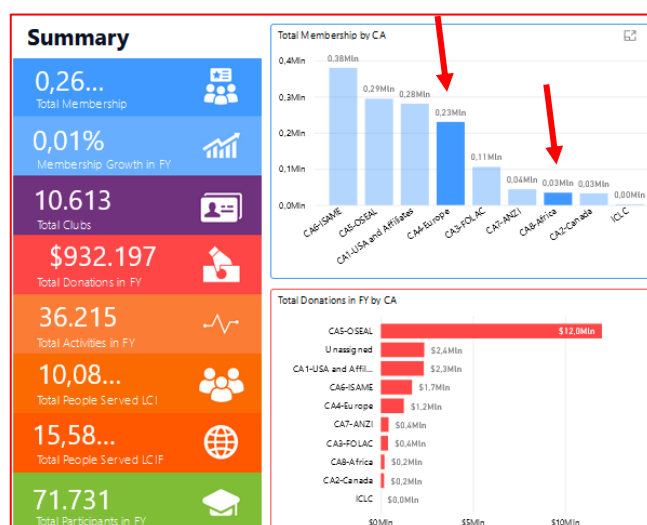 Summary
0,26...
Total Membership
0,01%
Membership Growth in FY
10.613
Total Clubs
$932.197
Total Donations in FY
36.215
Total Activities in FY
10,08...
Total People Served LCI
15,58...
Total People Served LCIF
71.731
Total Participants in FY
Total Membership by CA
0,4Mln
0,3Mln
0,2Mln
0,1Mln
0,0Mln
0,38Mln
0,29Mln
0,28Mln
0,23Mln
0,11Mln
0,04Mln
0,03Mln
0,03Mln
0,00Mln
CA6-ISAME
CA5-OSEAL
CA1-USA and Affiliates
CA4-Europe
CA3-FOLAC
CA7-ANZI
CA8-Africa
CA2-Canada
ICLC
Total Donations in FY by CA
CA5-OSEAL $12,0Mln
Unassigned $2,4Mln
CA1-USA and Affil... $2,3Mln
CA6-ISAME $1,7Mln
CA4-Europe $1,2Mln
CA7-ANZI $0,4Mln
CA3-FOLAC $0,4Mln
CA8-Africa $0,2Mln
CA2-Canada $0,2Mln
ICLC $0,0Mln
$0Mln $5Mln $10Mln